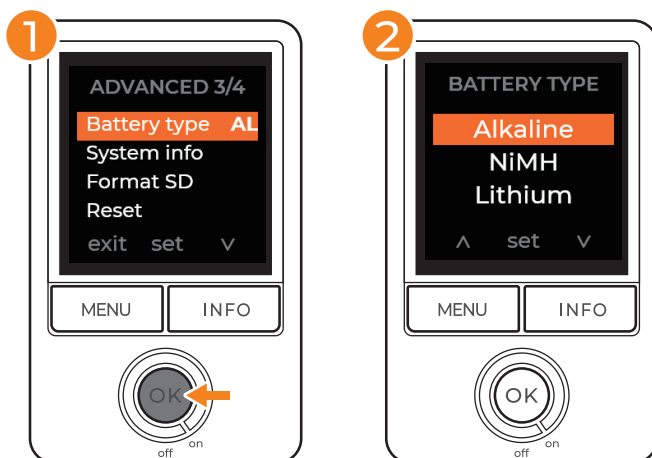 1
ADVANCED 3/4
Battery type AL
System info
Format SD
Reset
exit set v
MENU INFO
OK
off on
2
BATTERY TYPE
Alkaline
NiMH
Lithium
^ set v
MENU INFO
OK
off on